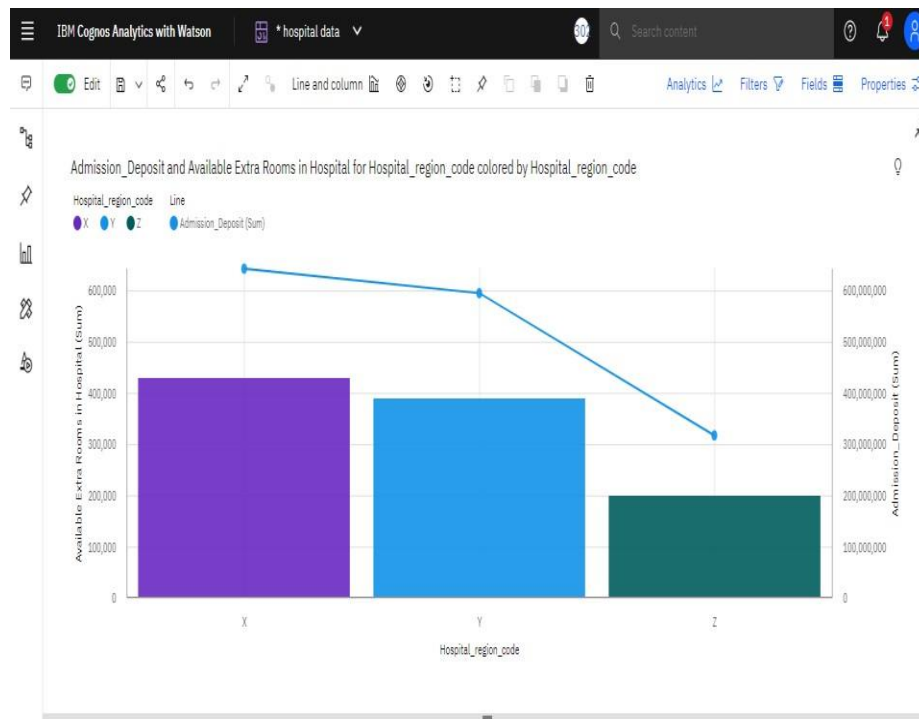 IBM Cognos Analytics with Watson * hospital data 302 Search content 1
Edit Line and column Analytics Filters Fields Properties
Admission_Deposit and Available Extra Rooms in Hospital for Hospital_region_code colored by Hospital_region_code
Hospital_region_code Line
X Y Z Admission_Deposit (Sum)
Available Extra Rooms in Hospital (Sum)
600,000
500,000
400,000
300,000
200,000
100,000
0
600,000,000
500,000,000
400,000,000
300,000,000
200,000,000
100,000,000
0
Admission_Deposit (Sum)
X Y Z
Hospital_region_code